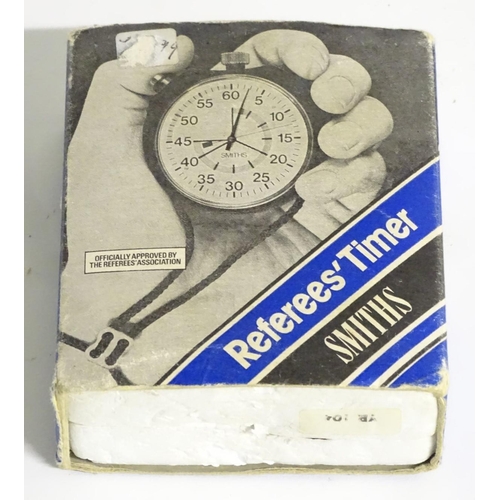 60
5
10
15
20
25
30
35
40
45
50
55
SMITHS
OFFICIALLY APPROVED BY
THE REFEREES' ASSOCIATION
Referees' Timer
SMITHS